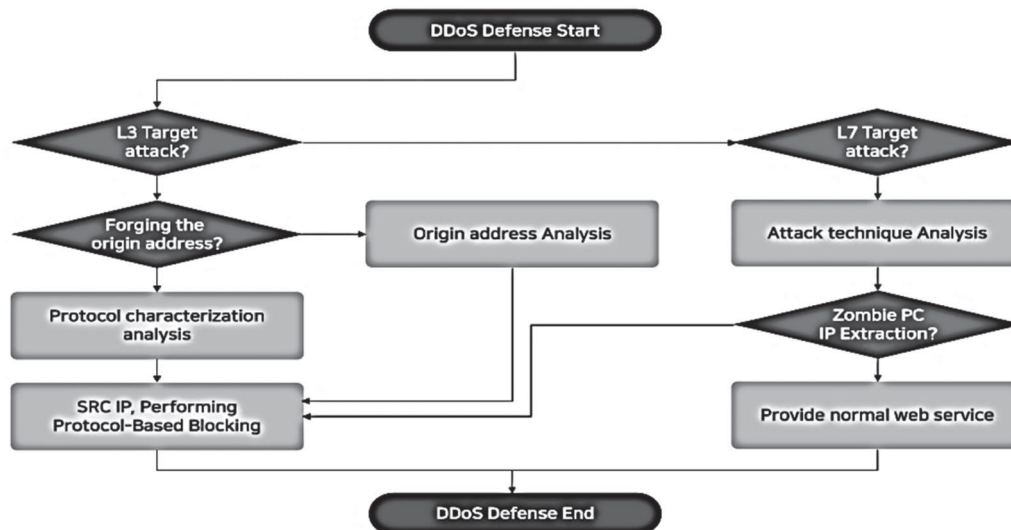 DDoS Defense Start
L3 Target
attack?
L7 Target
attack?
Forging the
origin address?
Origin address Analysis
Attack technique Analysis
Protocol characterization
analysis
Zombie PC
IP Extraction?
SRC IP, Performing
Protocol-Based Blocking
Provide normal web service
DDoS Defense End